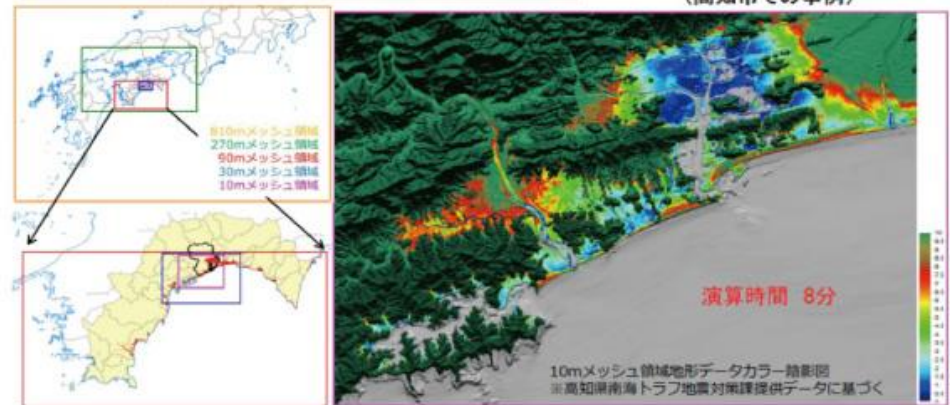 （高知市での事例）
810mメッシュ領域
270mメッシュ領域
90mメッシュ領域
30mメッシュ領域
10mメッシュ領域
演算時間 8分
10mメッシュ領域地形データカラー陰影図
※高知県南海トラフ地震対策課提供データに基づく